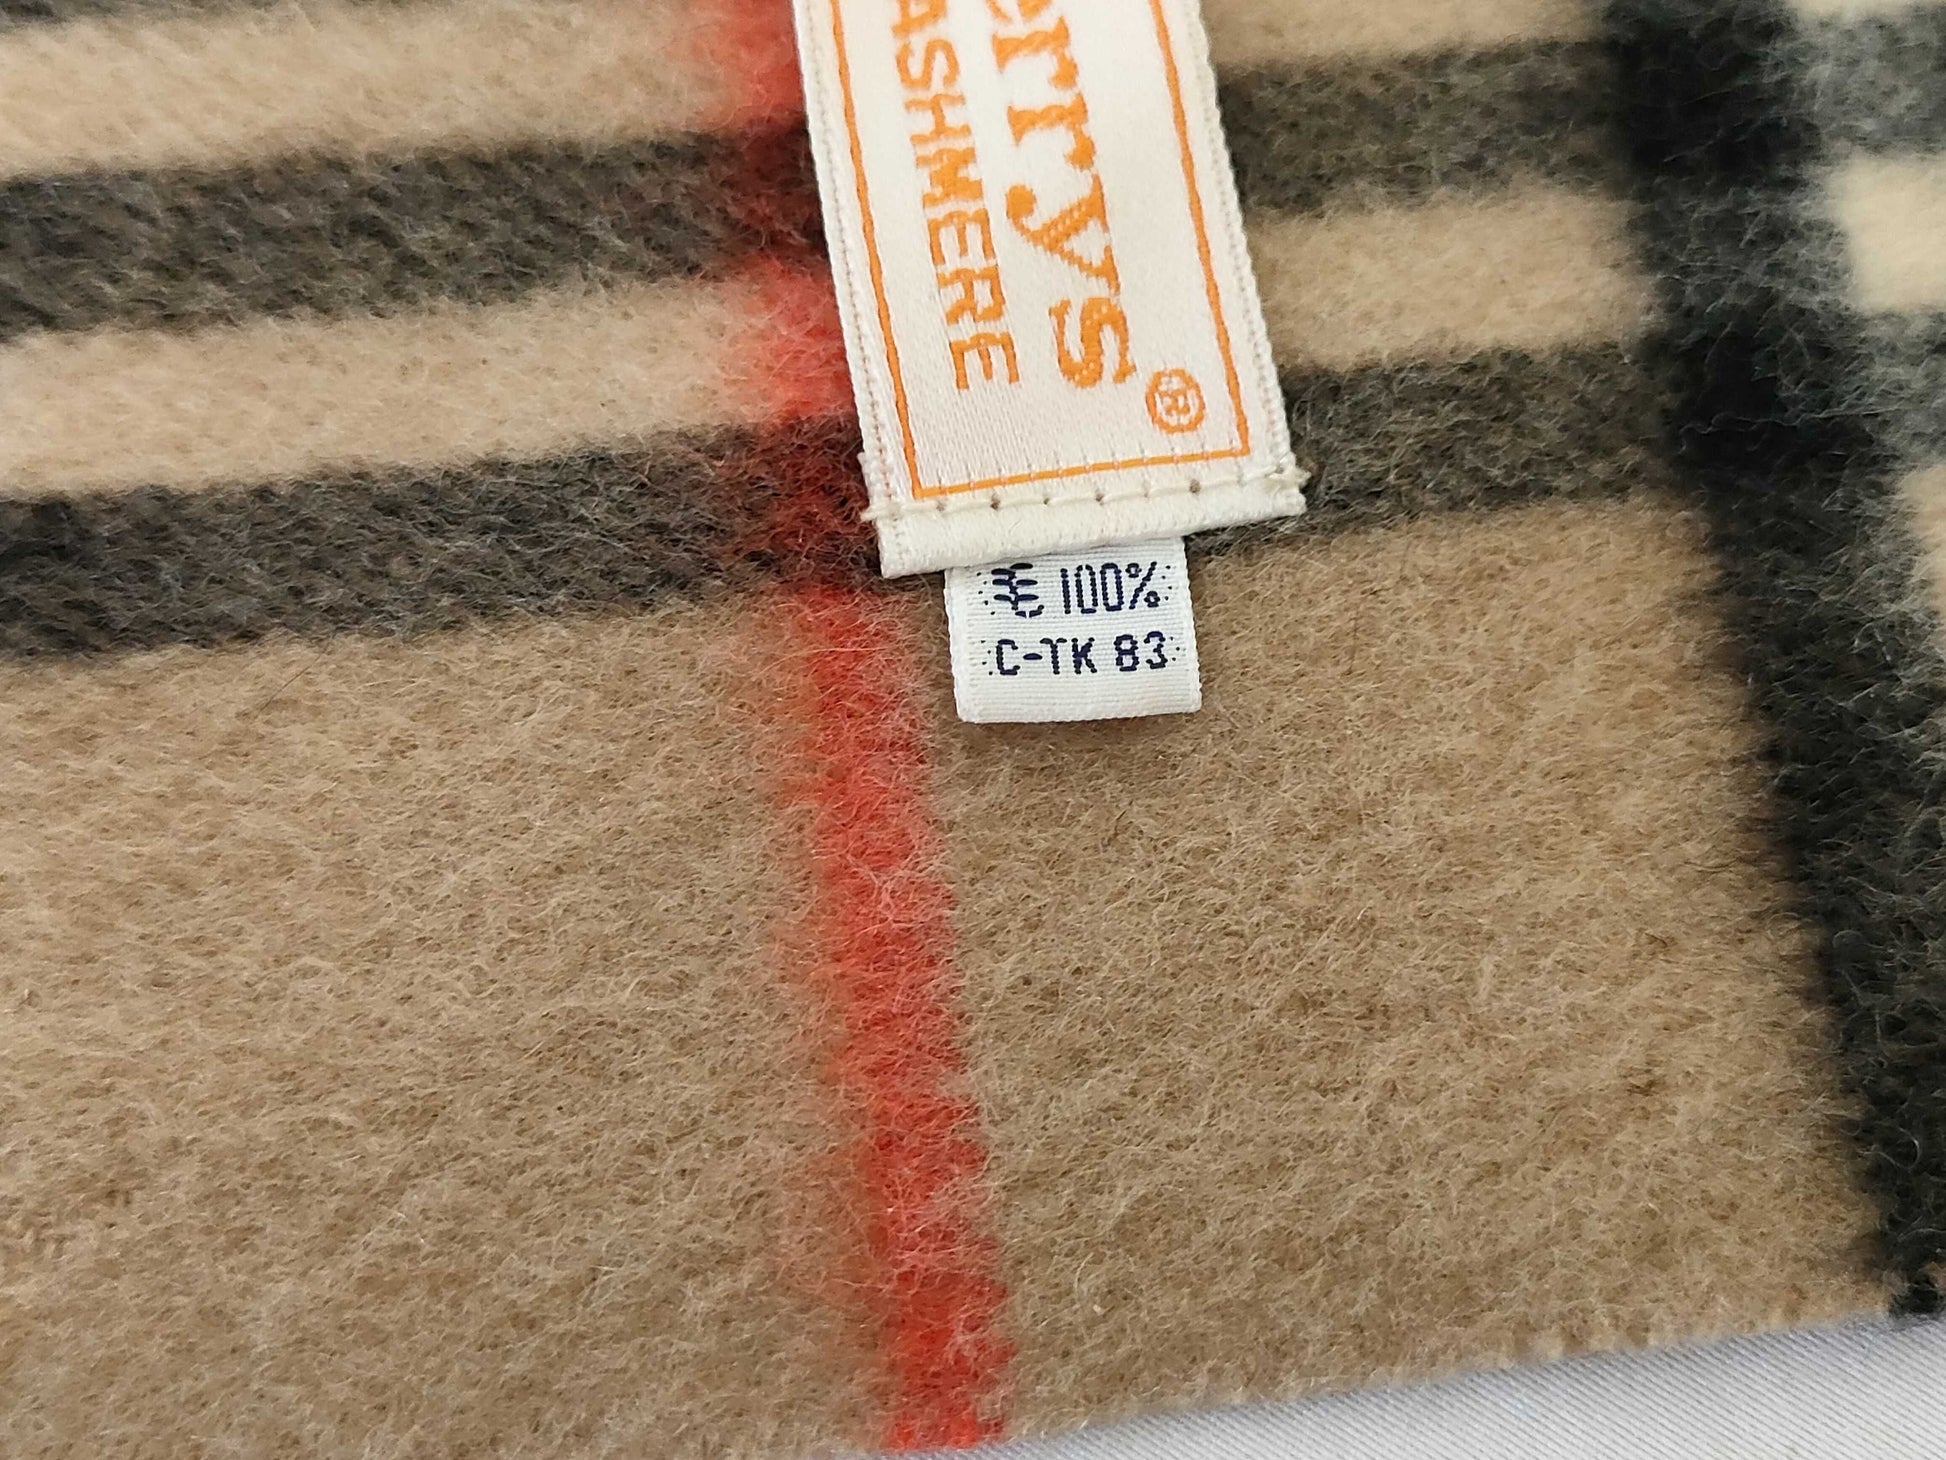 errys®
ASHMERE
毛 100%
C-TK 83